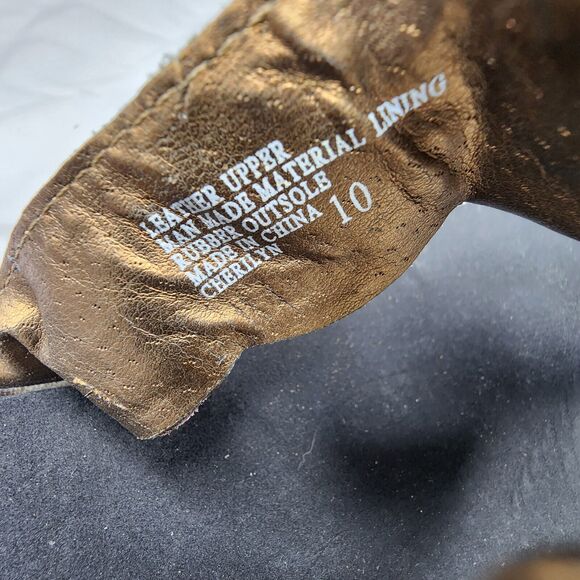 LEATHER UPPER
MAN MADE MATERIAL LINING
RUBBER OUTSOLE
MADE IN CHINA 10
CHERILYN